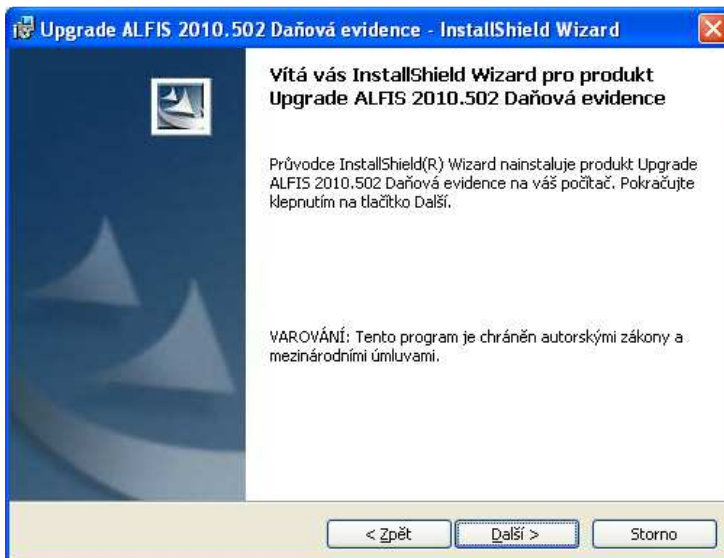 Upgrade ALFIS 2010.502 Daňová evidence - InstallShield Wizard
Vítá vás InstallShield Wizard pro produkt
Upgrade ALFIS 2010.502 Daňová evidence
Průvodce InstallShield(R) Wizard nainstaluje produkt Upgrade
ALFIS 2010.502 Daňová evidence na váš počítač. Pokračujte
klepnutím na tlačítko Další.
VAROVÁNÍ: Tento program je chráněn autorskými zákony a
mezinárodními úmluvami.
< Zpět
Další >
Storno